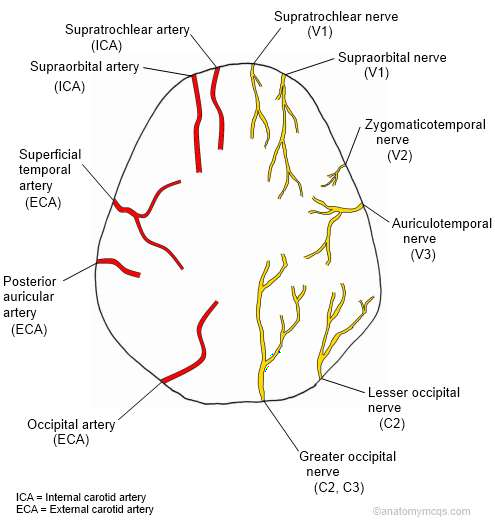 Supratrochlear artery
(ICA)
Supratrochlear nerve
(V1)
Supraorbital artery
(ICA)
Supraorbital nerve
(V1)
Zygomaticotemporal
nerve
(V2)
Superficial
temporal
artery
(ECA)
Auriculotemporal
nerve
(V3)
Posterior
auricular
artery
(ECA)
Lesser occipital
nerve
(C2)
Occipital artery
(ECA)
Greater occipital
nerve
(C2, C3)
ICA = Internal carotid artery
ECA = External carotid artery
©anatomymcqs.com